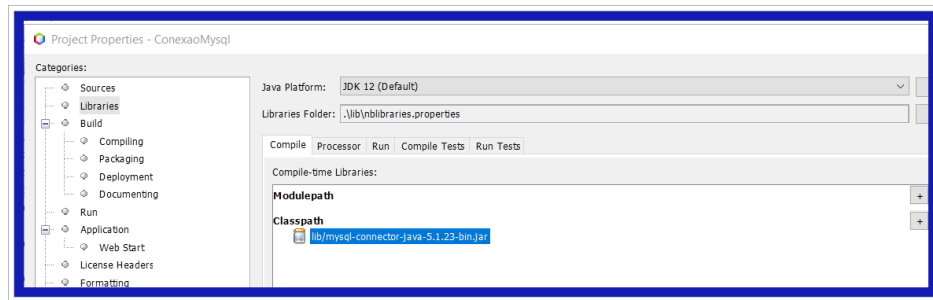 Project Properties - ConexaoMysql
Categories:
Sources
Libraries
Build
Compiling
Packaging
Deployment
Documenting
Run
Application
Web Start
License Headers
Formatting
Java Platform: JDK 12 (Default)
Libraries Folder: .\lib\nblibraries.properties
Compile Processor Run Compile Tests Run Tests
Compile-time Libraries:
Modulepath
+
Classpath
+
lib/mysql-connector-java-5.1.23-bin.jar